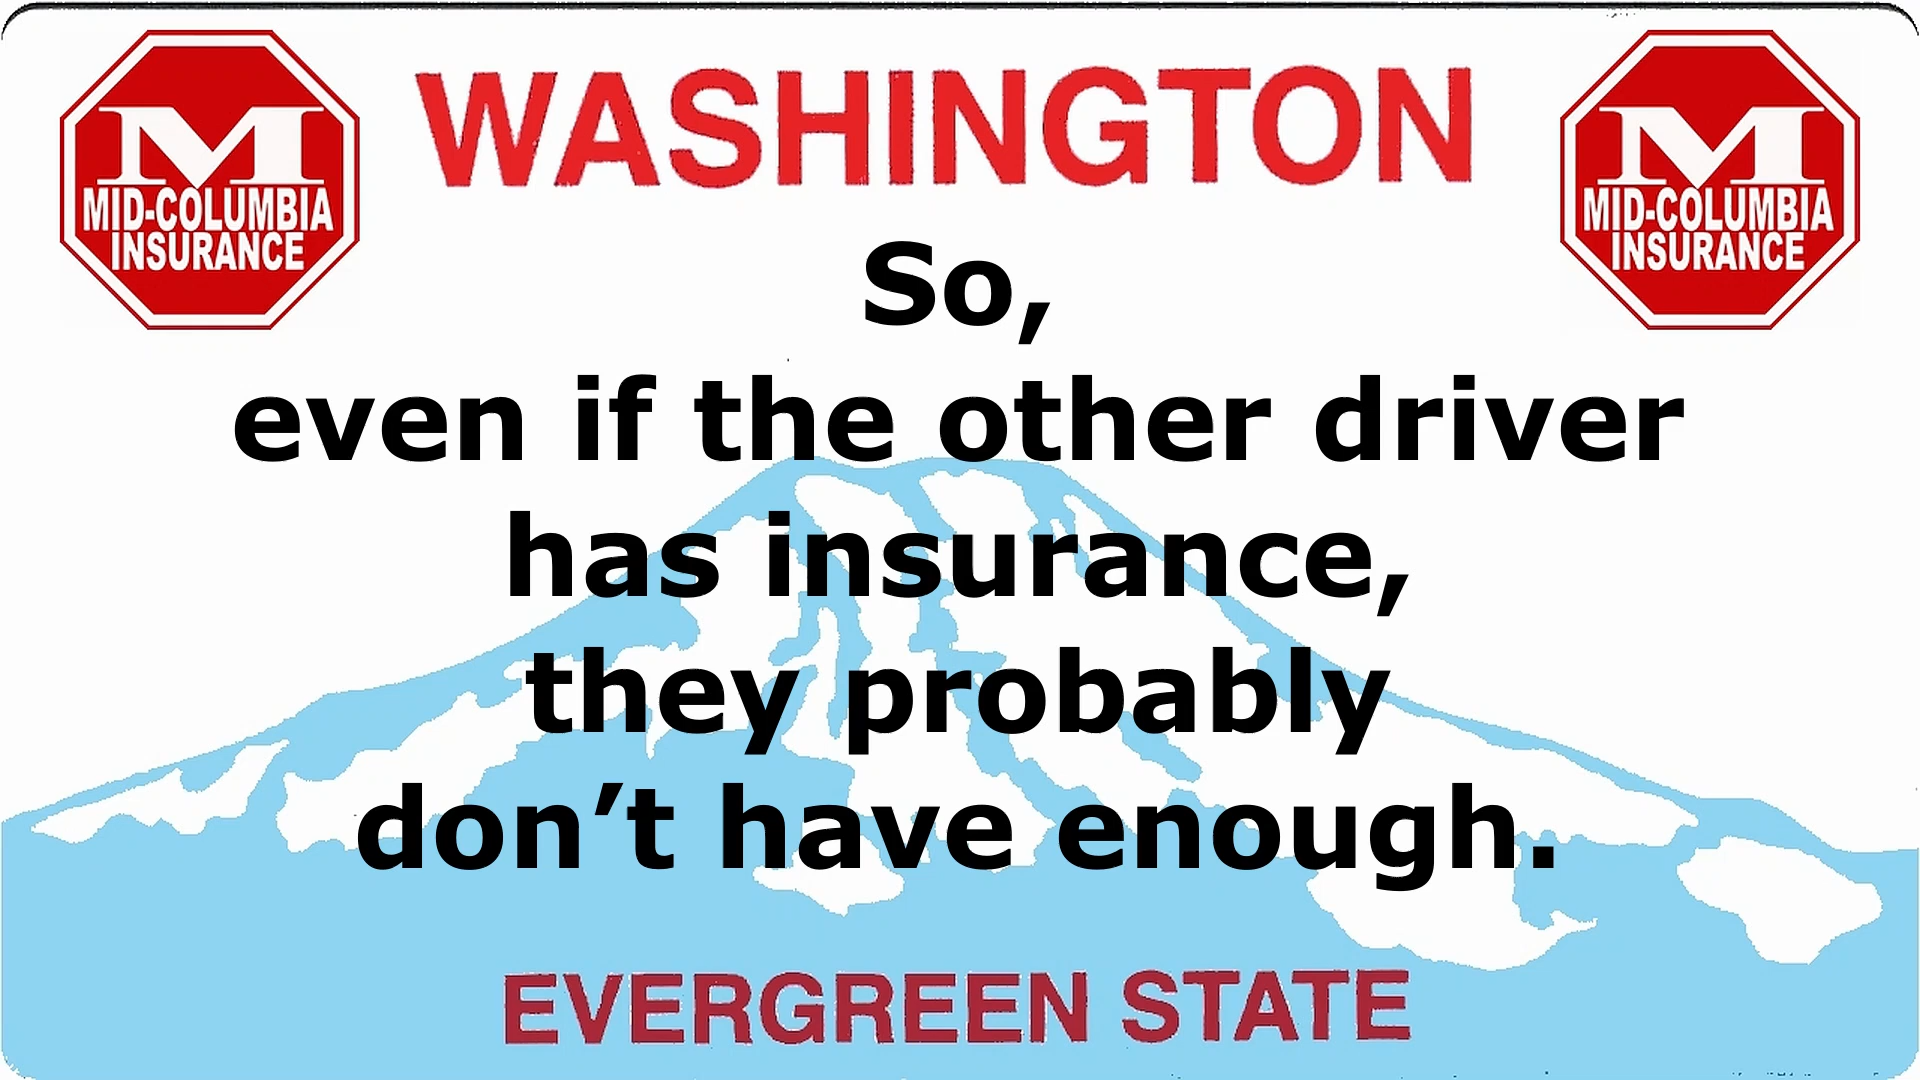 WASHINGTON
M
MID-COLUMBIA
INSURANCE
M
MID-COLUMBIA
INSURANCE
So,
even if the other driver
has insurance,
they probably
don’t have enough.
EVERGREEN STATE